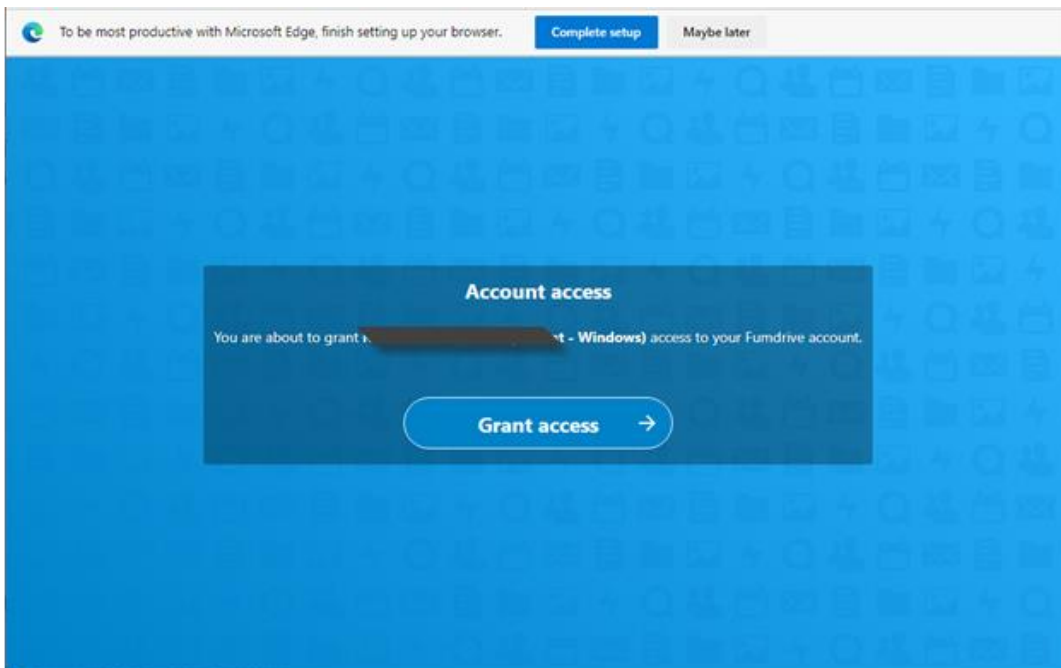 To be most productive with Microsoft Edge, finish setting up your browser. Complete setup Maybe later
Account access
You are about to grant - Windows) access to your Fumdrive account.
Grant access →